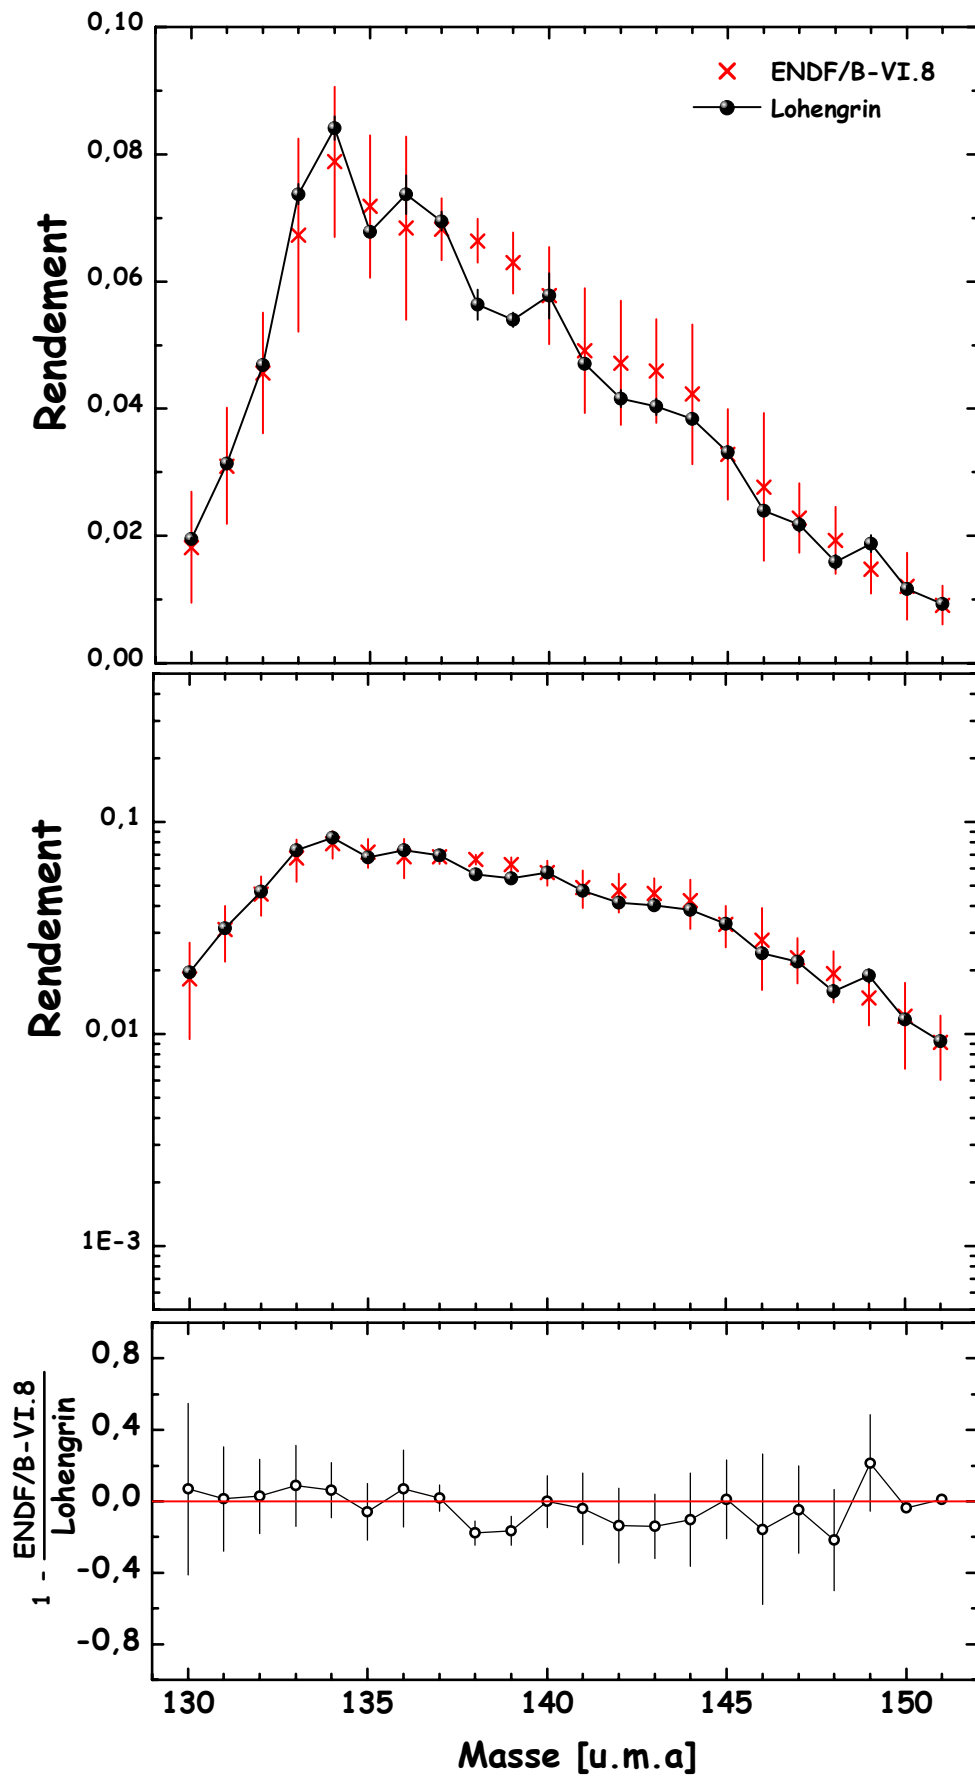 0,10
ENDF/B-VI.8
Lohengrin
0,08
0,06
0,04
0,02
0,00
Rendement
0,1
0,01
1E-3
Rendement
0,8
0,4
0,0
-0,4
-0,8
1 - ENDF/B-VI.8
Lohengrin
130 135 140 145 150
Masse [u.m.a]